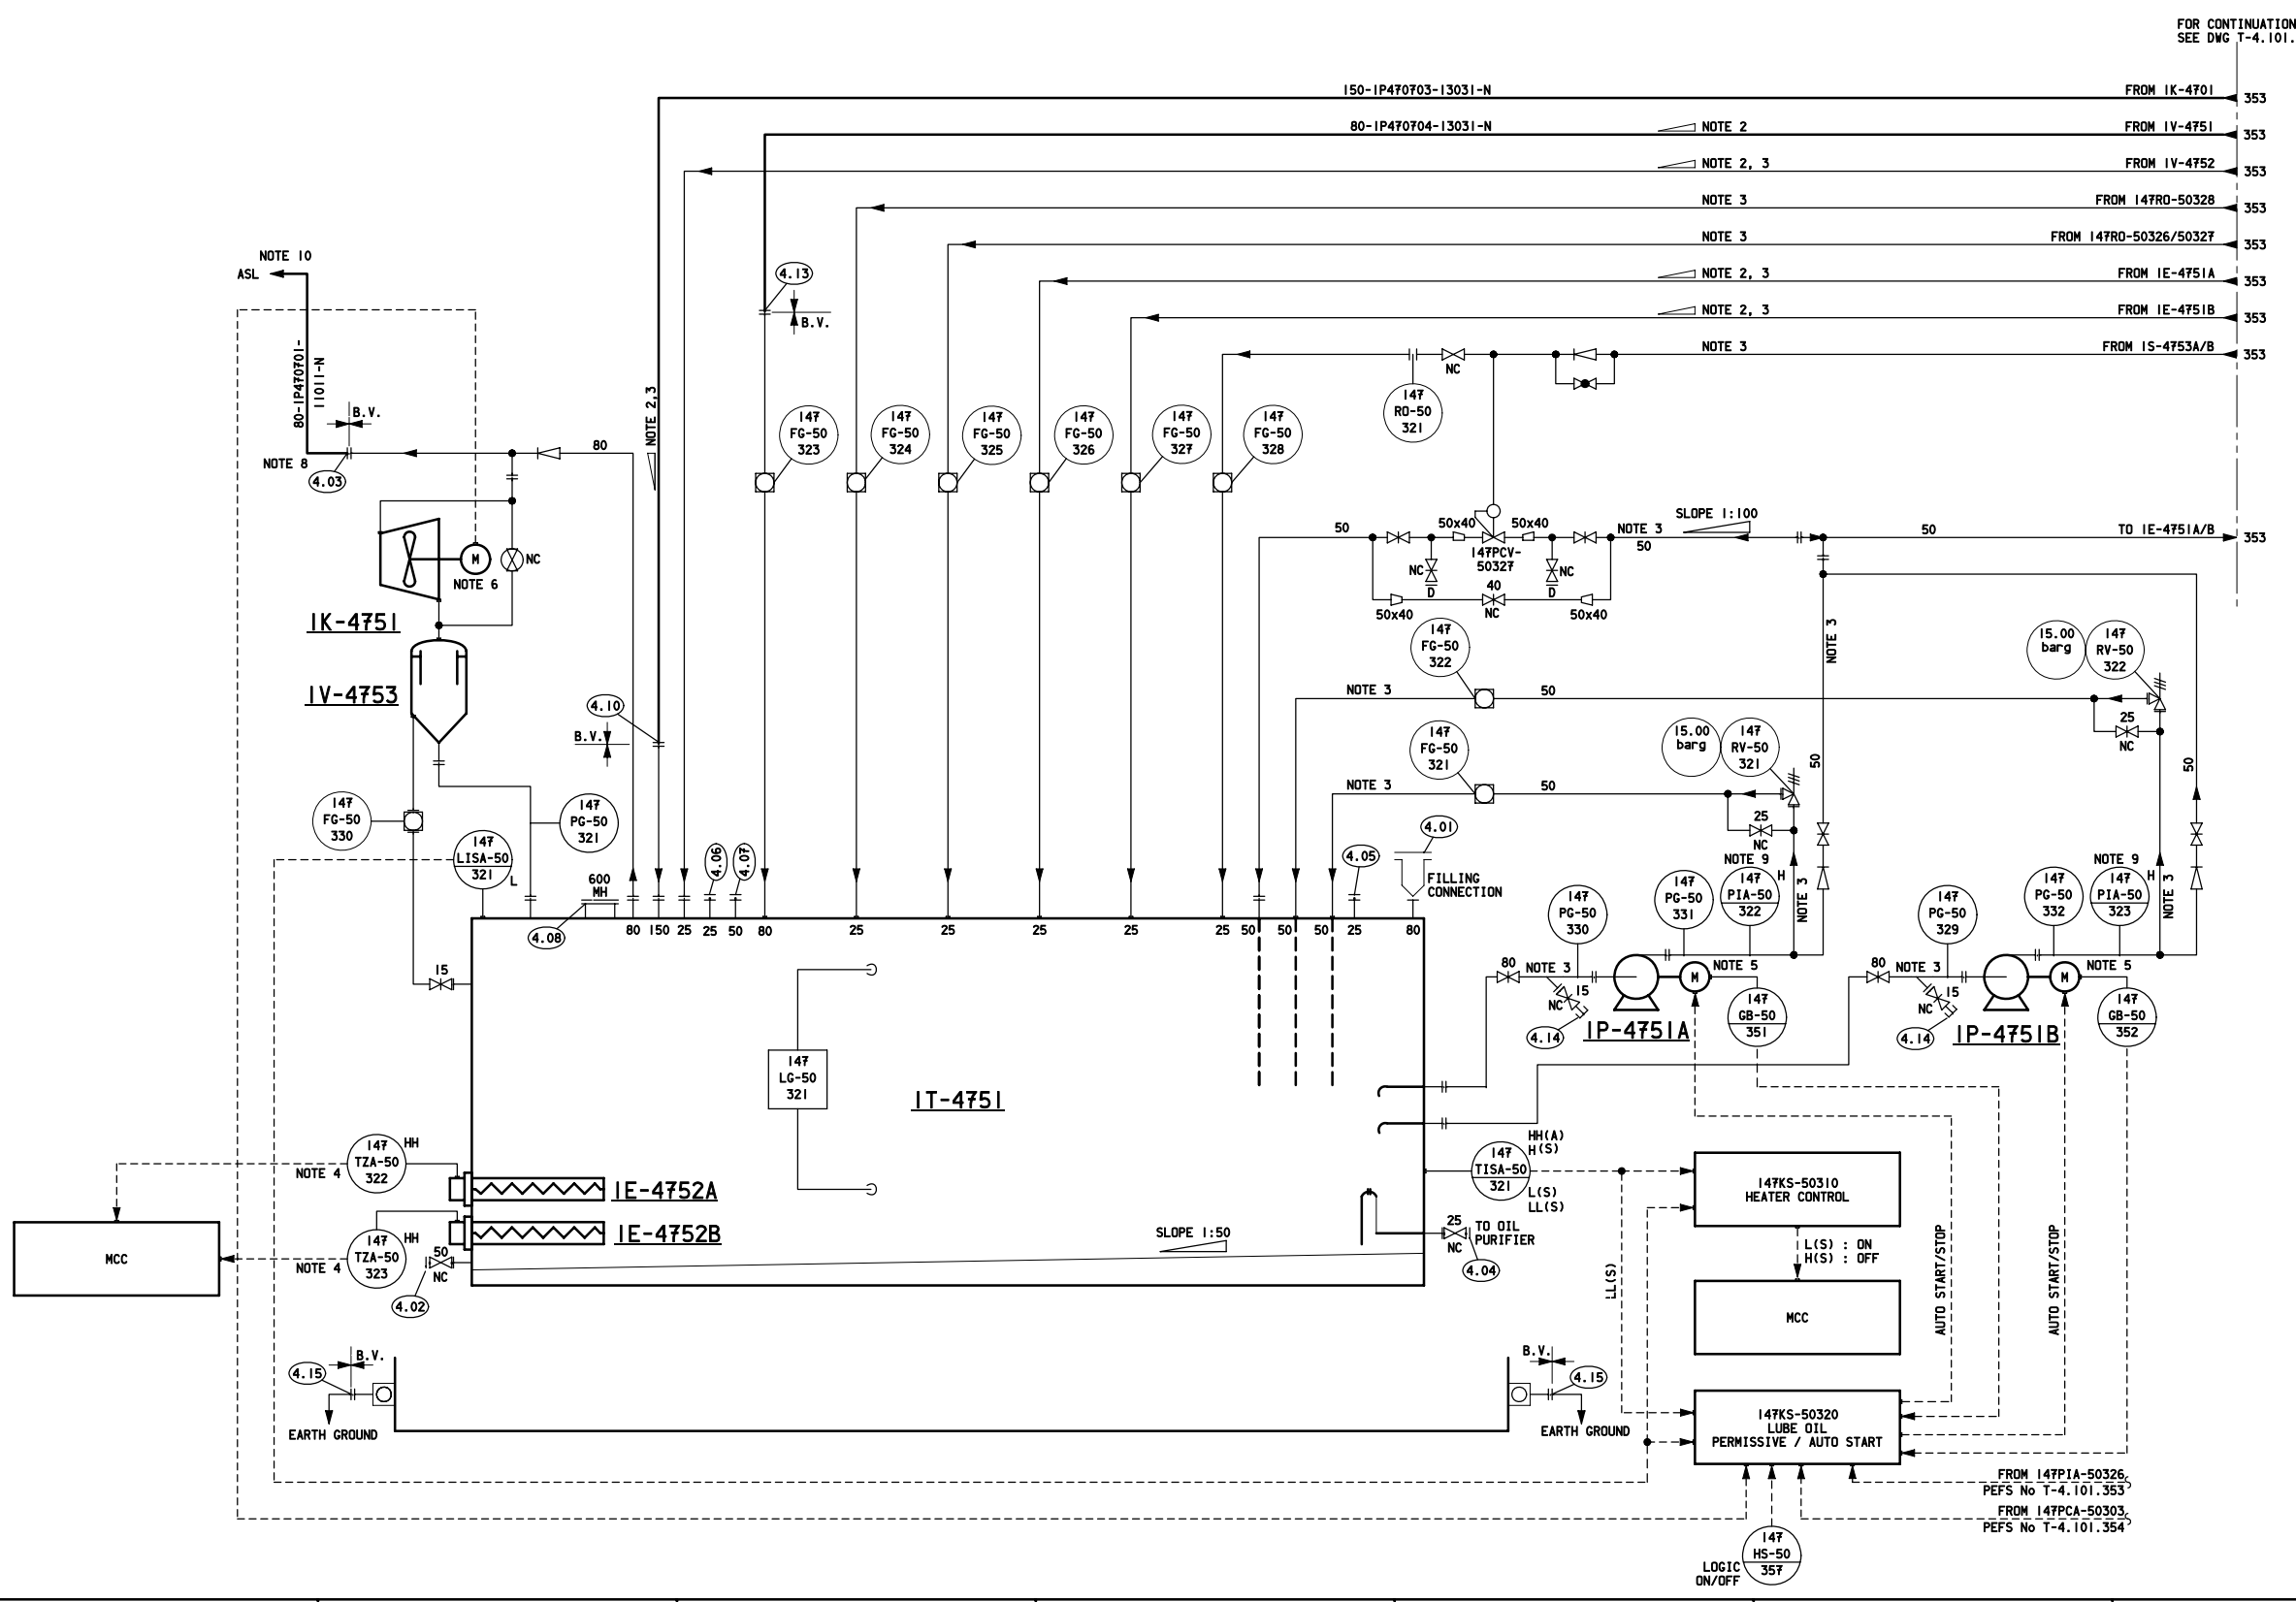 FOR CONTINUATION
SEE DWG T-4.101.
150-1P470703-13031-N
FROM 1K-4701
353
80-1P470704-13031-N
NOTE 2
FROM 1V-4751
353
NOTE 2, 3
FROM 1V-4752
353
NOTE 3
FROM 147RO-50328
353
NOTE 3
FROM 147RO-50326/50327
353
NOTE 2, 3
FROM 1E-4751A
353
NOTE 2, 3
FROM 1E-4751B
353
NOTE 3
FROM 1S-4753A/B
353
NOTE 10
ASL
80-1P470701-
11011-N
B.V.
NOTE 8
4.03
80
NOTE 2,3
4.13
B.V.
NC
147
RO-50
321
147
FG-50
323
147
FG-50
324
147
FG-50
325
147
FG-50
326
147
FG-50
327
147
FG-50
328
M
NOTE 6
NC
1K-4751
1V-4753
50
50x40
50x40
147PCV-
50327
NC
D
NC
D
40
NC
50x40
50x40
NOTE 3
50
SLOPE 1:100
50
TO 1E-4751A/B
353
NOTE 3
147
FG-50
322
15.00
barg
147
RV-50
322
NOTE 3
50
25
NC
4.10
B.V.
147
FG-50
321
15.00
barg
147
RV-50
321
NOTE 3
50
25
NC
50
50
147
FG-50
330
147
PG-50
321
147
LISA-50
321
L
600
MH
4.08
4.06
4.07
4.05
4.01
FILLING
CONNECTION
80
150
25
25
50
80
25
25
25
25
25
50
50
50
25
80
NOTE 9
147
PG-50
330
147
PG-50
331
147
PIA-50
322
H
NOTE 3
NOTE 9
147
PG-50
329
147
PG-50
332
147
PIA-50
323
H
NOTE 3
15
80
NOTE 3
15
NC
4.14
M
NOTE 5
147
GB-50
351
1P-4751A
80
NOTE 3
15
NC
4.14
M
NOTE 5
147
GB-50
352
1P-4751B
147
LG-50
321
1T-4751
147
TZA-50
322
HH
NOTE 4
1E-4752A
MCC
147
TZA-50
323
HH
NOTE 4
1E-4752B
50
NC
4.02
SLOPE 1:50
147
TISA-50
321
HH(A)
H(S)
L(S)
LL(S)
25
NC
TO OIL
PURIFIER
4.04
147KS-50310
HEATER CONTROL
L(S) : ON
H(S) : OFF
MCC
LL(S)
AUTO START/STOP
AUTO START/STOP
4.15
B.V.
EARTH GROUND
B.V.
4.15
EARTH GROUND
147KS-50320
LUBE OIL
PERMISSIVE / AUTO START
FROM 147PIA-50326
PEFS No T-4.101.353
FROM 147PCA-50303
PEFS No T-4.101.354
147
HS-50
357
LOGIC
ON/OFF